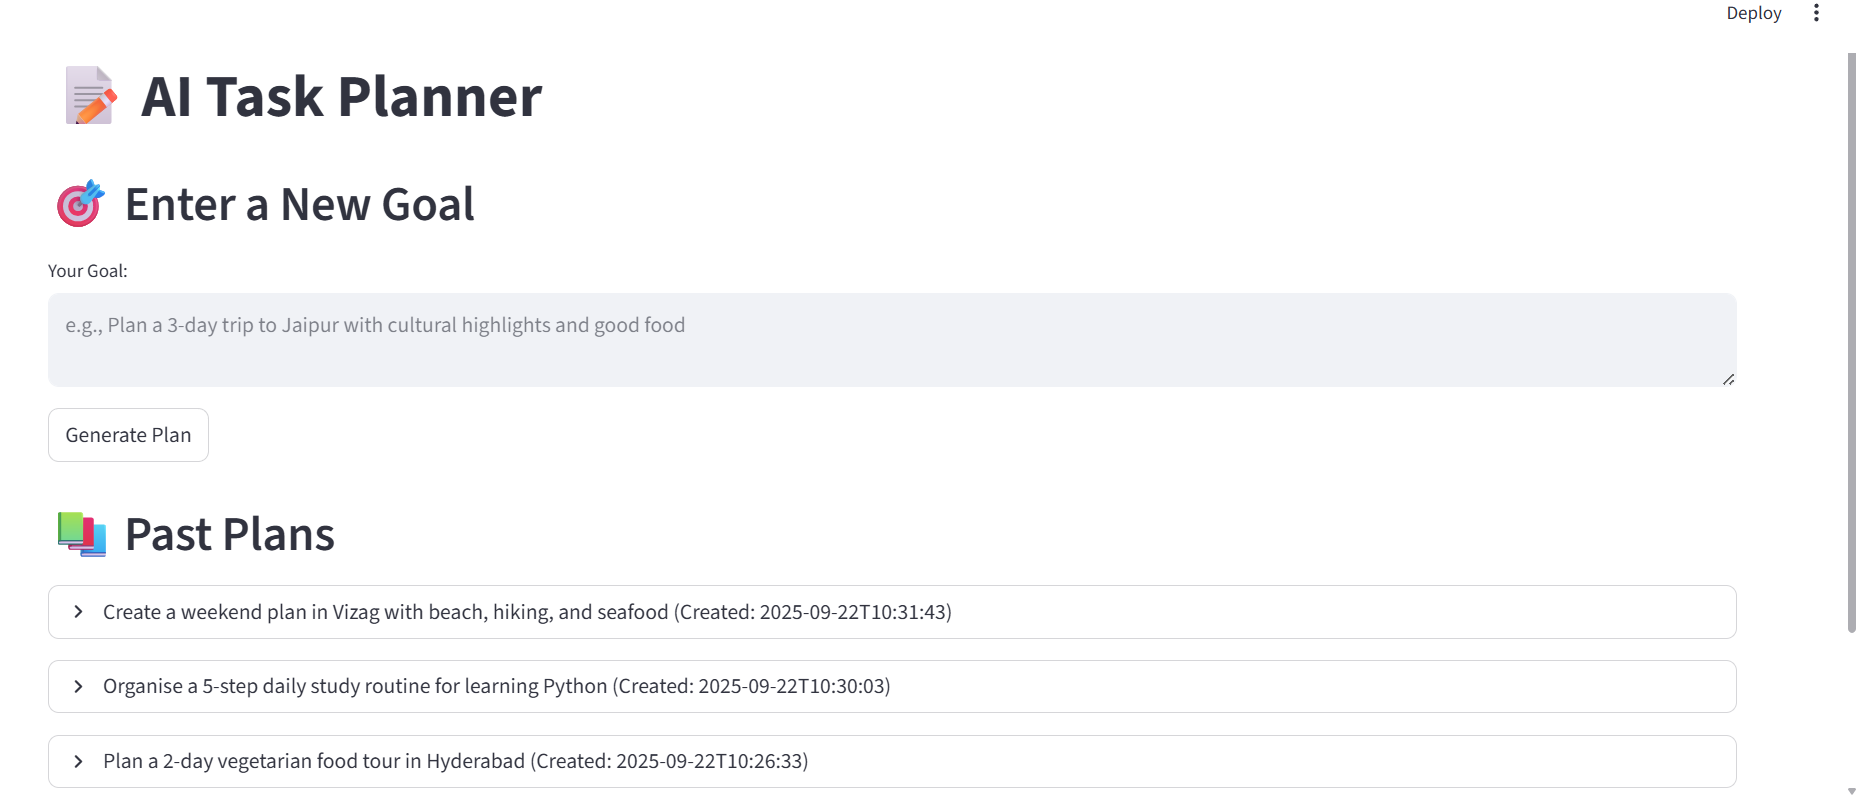 Deploy
AI Task Planner
Enter a New Goal
Your Goal:
e.g., Plan a 3-day trip to Jaipur with cultural highlights and good food
Generate Plan
Past Plans
Create a weekend plan in Vizag with beach, hiking, and seafood (Created: 2025-09-22T10:31:43)
Organise a 5-step daily study routine for learning Python (Created: 2025-09-22T10:30:03)
Plan a 2-day vegetarian food tour in Hyderabad (Created: 2025-09-22T10:26:33)